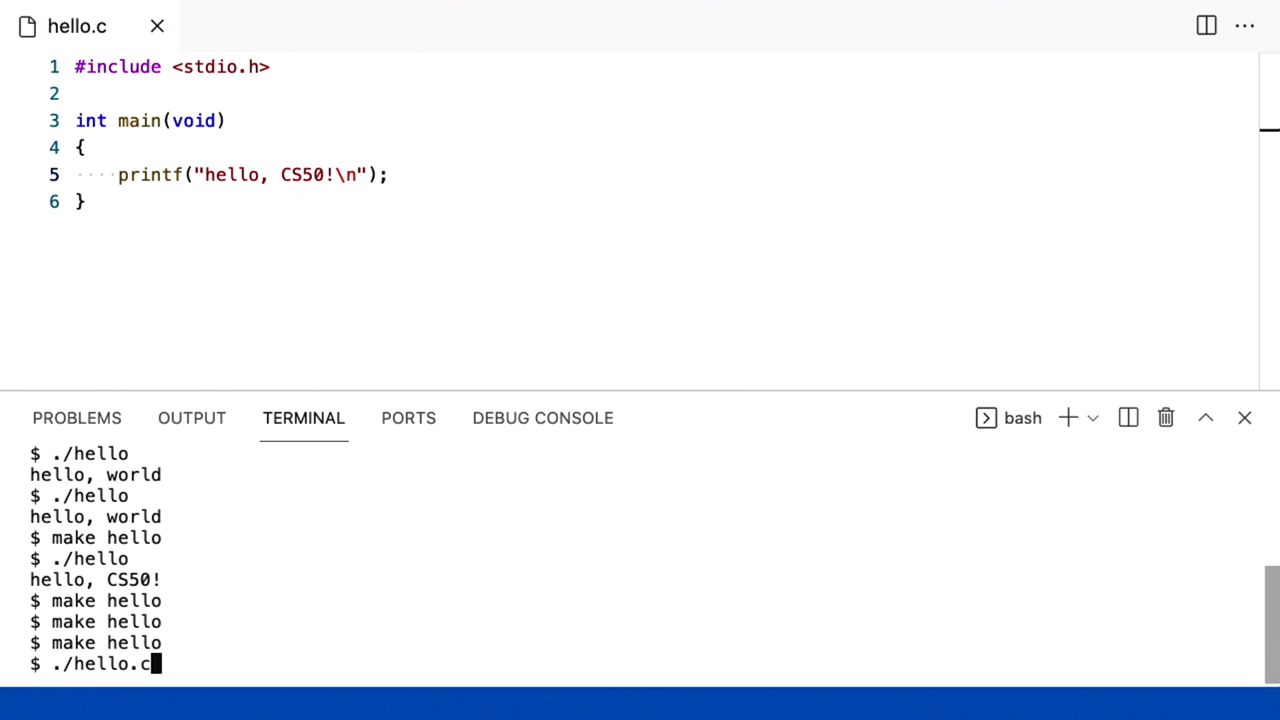 hello.c
1 #include <stdio.h>
2
3 int main(void)
4 {
5 ····printf("hello, CS50!\n");
6 }
PROBLEMS OUTPUT TERMINAL PORTS DEBUG CONSOLE bash
$ ./hello
hello, world
$ ./hello
hello, world
$ make hello
$ ./hello
hello, CS50!
$ make hello
$ make hello
$ make hello
$ ./hello.c